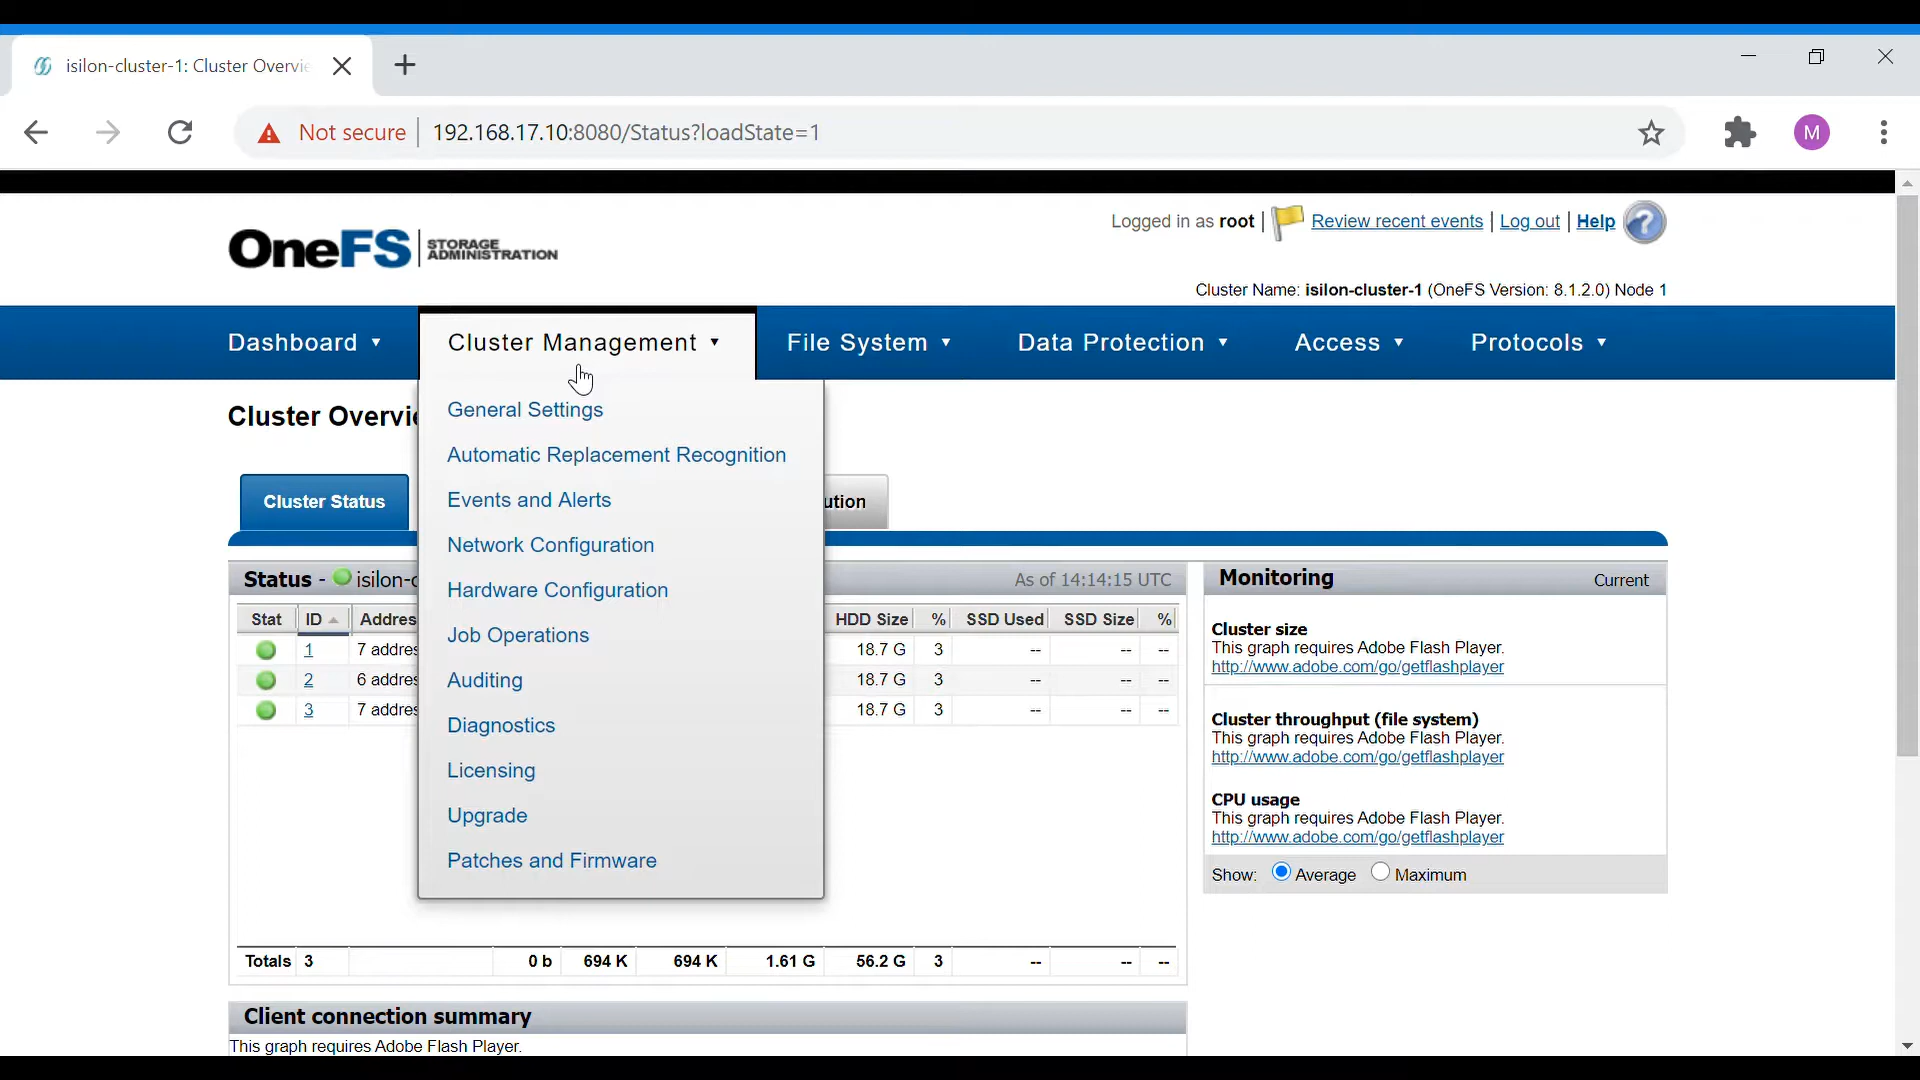 isilon-cluster-1: Cluster Overvie
Not secure
192.168.17.10:8080/Status?loadState=1
M
Logged in as root | Review recent events | Log out | Help
OneFS STORAGE ADMINISTRATION
Cluster Name: isilon-cluster-1 (OneFS Version: 8.1.2.0) Node 1
Dashboard Cluster Management File System Data Protection Access Protocols
Cluster Overvi
General Settings
Automatic Replacement Recognition
Events and Alerts
Network Configuration
Hardware Configuration
Job Operations
Auditing
Diagnostics
Licensing
Upgrade
Patches and Firmware
Cluster Status
ution
Status - isilon-c
As of 14:14:15 UTC
Stat ID Addres HDD Size % SSD Used SSD Size %
1 7 addres 18.7 G 3 -- -- --
2 6 addres 18.7 G 3 -- -- --
3 7 addres 18.7 G 3 -- -- --
Totals 3 0 b 694 K 694 K 1.61 G 56.2 G 3 -- -- --
Monitoring Current
Cluster size
This graph requires Adobe Flash Player.
http://www.adobe.com/go/getflashplayer
Cluster throughput (file system)
This graph requires Adobe Flash Player.
http://www.adobe.com/go/getflashplayer
CPU usage
This graph requires Adobe Flash Player.
http://www.adobe.com/go/getflashplayer
Show: Average Maximum
Client connection summary
This graph requires Adobe Flash Player.